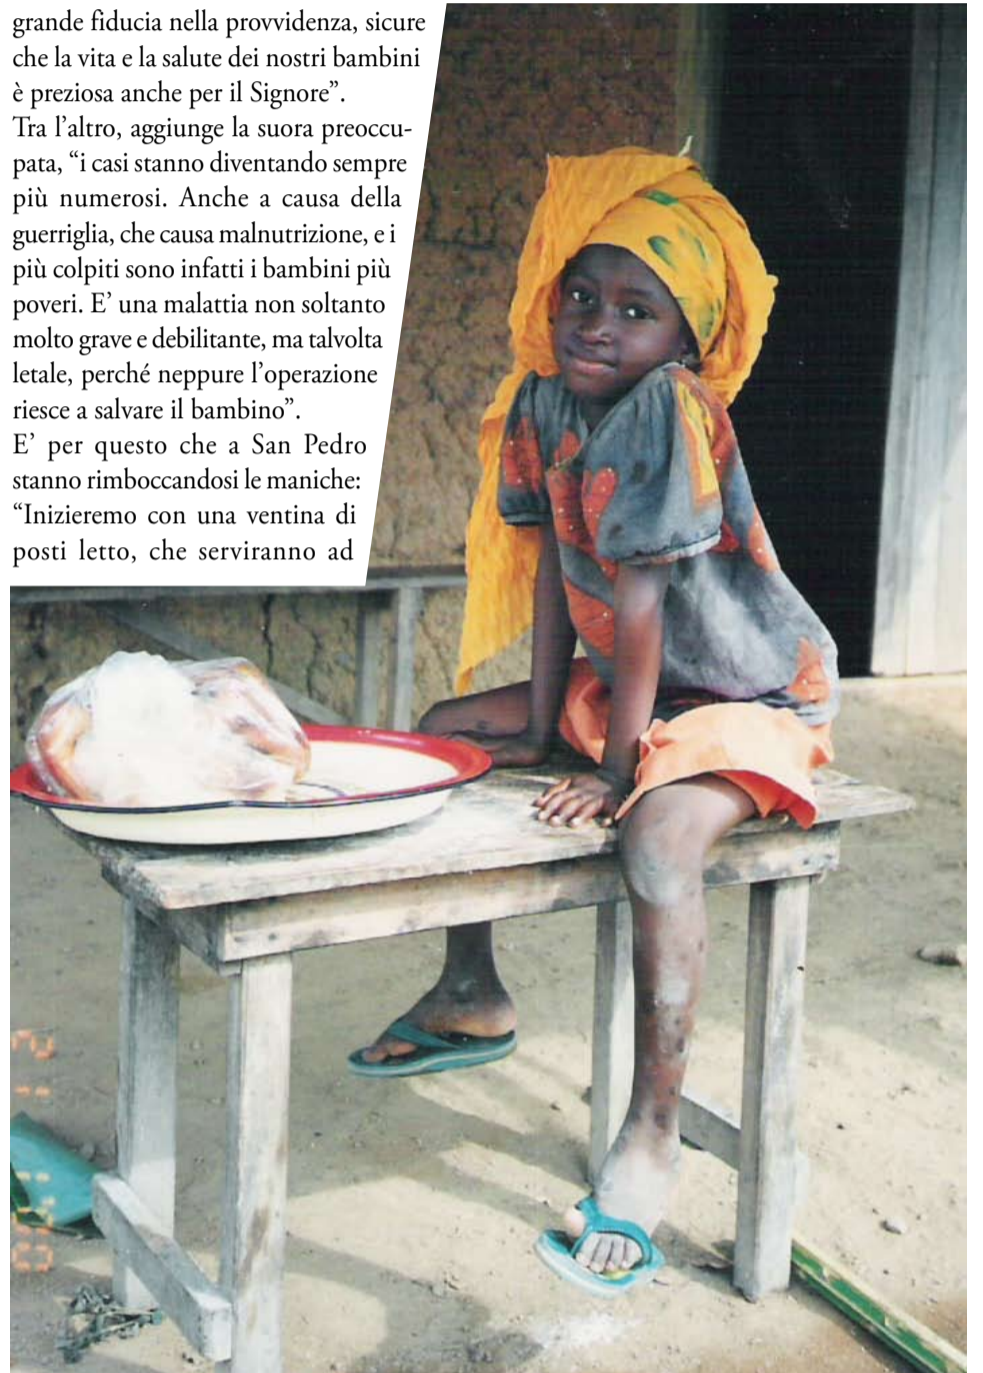 grande fiducia nella provvidenza, sicure
che la vita e la salute dei nostri bambini
è preziosa anche per il Signore”.
Tra l’altro, aggiunge la suora preoccu-
pata, “i casi stanno diventando sempre
più numerosi. Anche a causa della
guerriglia, che causa malnutrizione, e i
più colpiti sono infatti i bambini più
poveri. E’ una malattia non soltanto
molto grave e debilitante, ma talvolta
letale, perché neppure l’operazione
riesce a salvare il bambino”.
E’ per questo che a San Pedro
stanno rimboccandosi le maniche:
“Inizieremo con una ventina di
posti letto, che serviranno ad